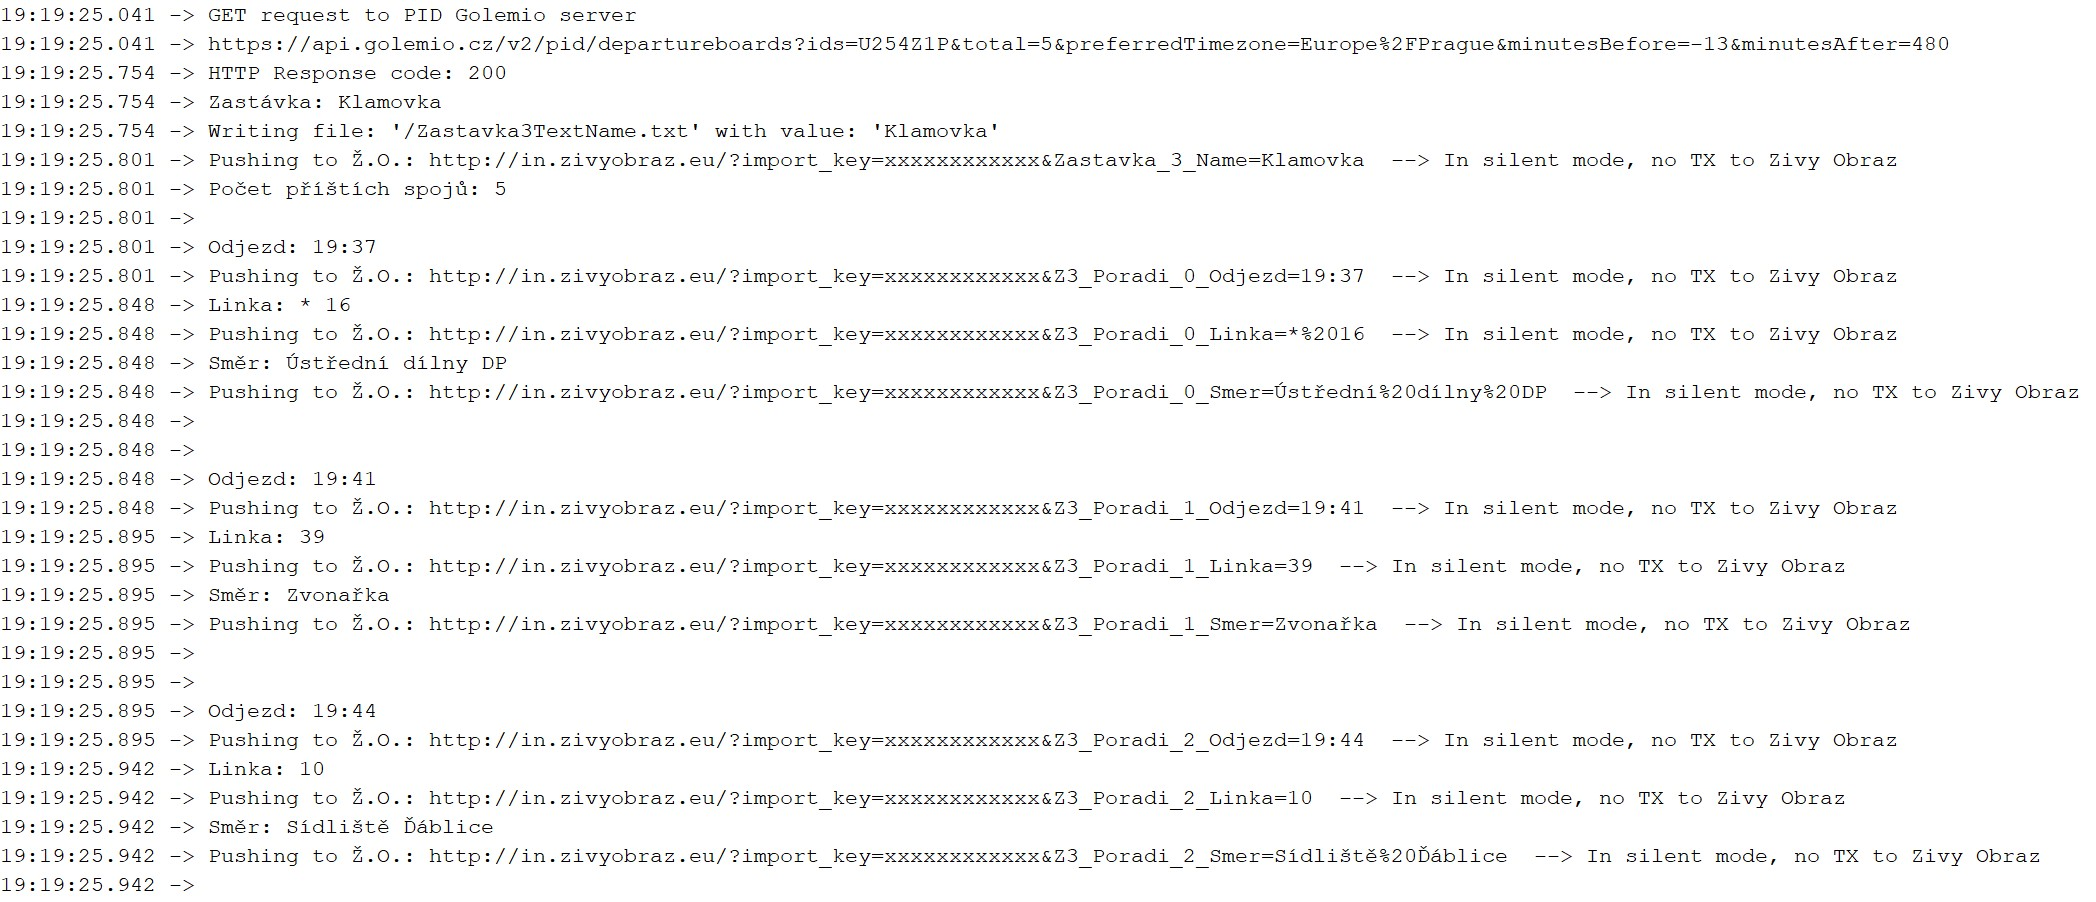 19:19:25.041 -> GET request to PID Golemio server
19:19:25.041 -> https://api.golemio.cz/v2/pid/departureboards?ids=U254Z1P&total=5&preferredTimezone=Europe%2FPrague&minutesBefore=-13&minutesAfter=480
19:19:25.754 -> HTTP Response code: 200
19:19:25.754 -> Zastávka: Klamovka
19:19:25.754 -> Writing file: '/Zastavka3TextName.txt' with value: 'Klamovka'
19:19:25.801 -> Pushing to Ž.O.: http://in.zivyobraz.eu/?import_key=xxxxxxxxxxxx&Zastavka_3_Name=Klamovka  --> In silent mode, no TX to Zivy Obraz
19:19:25.801 -> Počet příštích spojů: 5
19:19:25.801 ->
19:19:25.801 -> Odjezd: 19:37
19:19:25.801 -> Pushing to Ž.O.: http://in.zivyobraz.eu/?import_key=xxxxxxxxxxxx&Z3_Poradi_0_Odjezd=19:37  --> In silent mode, no TX to Zivy Obraz
19:19:25.848 -> Linka: * 16
19:19:25.848 -> Pushing to Ž.O.: http://in.zivyobraz.eu/?import_key=xxxxxxxxxxxx&Z3_Poradi_0_Linka=*%2016  --> In silent mode, no TX to Zivy Obraz
19:19:25.848 -> Směr: Ústřední dílny DP
19:19:25.848 -> Pushing to Ž.O.: http://in.zivyobraz.eu/?import_key=xxxxxxxxxxxx&Z3_Poradi_0_Smer=Ústřední%20dílny%20DP  --> In silent mode, no TX to Zivy Obraz
19:19:25.848 ->
19:19:25.848 ->
19:19:25.848 -> Odjezd: 19:41
19:19:25.848 -> Pushing to Ž.O.: http://in.zivyobraz.eu/?import_key=xxxxxxxxxxxx&Z3_Poradi_1_Odjezd=19:41  --> In silent mode, no TX to Zivy Obraz
19:19:25.895 -> Linka: 39
19:19:25.895 -> Pushing to Ž.O.: http://in.zivyobraz.eu/?import_key=xxxxxxxxxxxx&Z3_Poradi_1_Linka=39  --> In silent mode, no TX to Zivy Obraz
19:19:25.895 -> Směr: Zvonařka
19:19:25.895 -> Pushing to Ž.O.: http://in.zivyobraz.eu/?import_key=xxxxxxxxxxxx&Z3_Poradi_1_Smer=Zvonařka  --> In silent mode, no TX to Zivy Obraz
19:19:25.895 ->
19:19:25.895 ->
19:19:25.895 -> Odjezd: 19:44
19:19:25.895 -> Pushing to Ž.O.: http://in.zivyobraz.eu/?import_key=xxxxxxxxxxxx&Z3_Poradi_2_Odjezd=19:44  --> In silent mode, no TX to Zivy Obraz
19:19:25.942 -> Linka: 10
19:19:25.942 -> Pushing to Ž.O.: http://in.zivyobraz.eu/?import_key=xxxxxxxxxxxx&Z3_Poradi_2_Linka=10  --> In silent mode, no TX to Zivy Obraz
19:19:25.942 -> Směr: Sídliště Ďáblice
19:19:25.942 -> Pushing to Ž.O.: http://in.zivyobraz.eu/?import_key=xxxxxxxxxxxx&Z3_Poradi_2_Smer=Sídliště%20Ďáblice  --> In silent mode, no TX to Zivy Obraz
19:19:25.942 ->